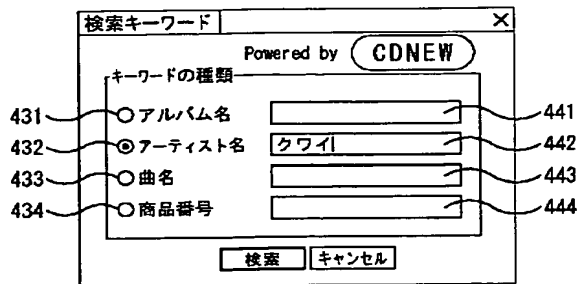 検索キーワード ×
Powered by CDNEW
キーワードの種類
431 ○アルバム名 441
432 ◉アーティスト名 クワイ 442
433 ○曲名 443
434 ○商品番号 444
検索 キャンセル